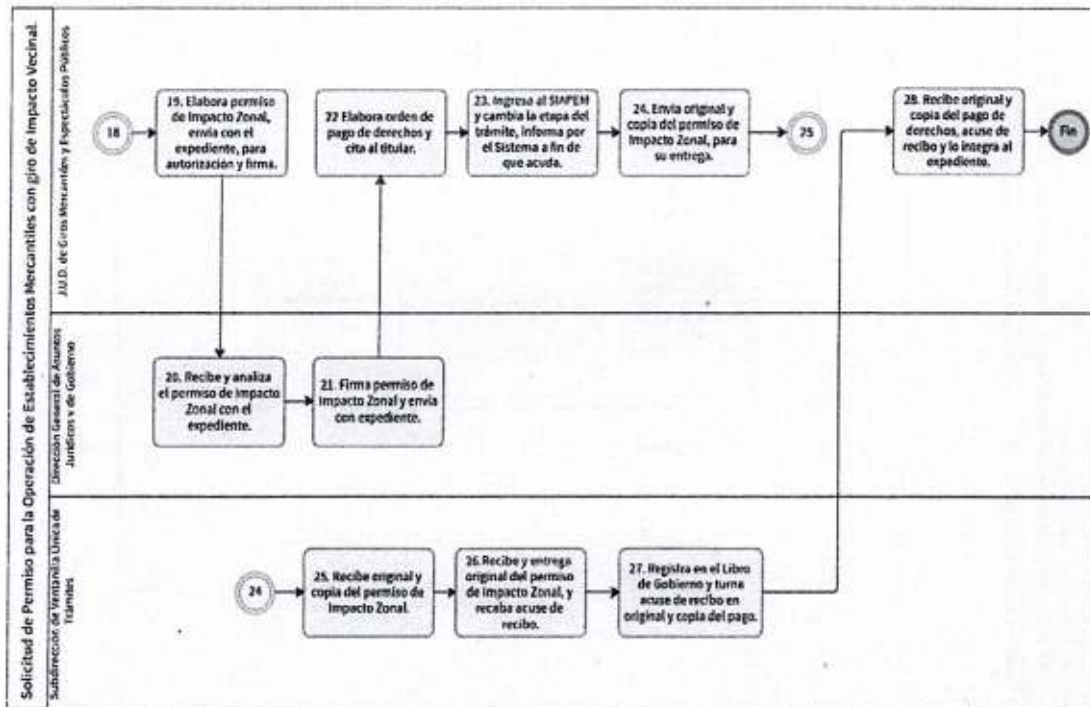 Solicitud de Permiso para la Operación de Establecimientos Mercantiles con giro de Impacto Vecinal.
J.U.D. de Giros Mercantiles y Espectáculos Públicos
18
19. Elabora permiso
de Impacto Zonal,
envia con el
expediente, para
autorización y firma.
22 Elabora orden de
pago de derechos y
cita al titular.
23. Ingresa al SIAPEM
y cambia la etapa del
trámite, informa por
el Sistema a fin de
que acuda.
24. Envia original y
copia del permiso de
Impacto Zonal, para
su entrega.
25
28. Recibe original y
copia del pago de
derechos, acuse de
recibo y lo integra al
expediente.
Fin
Dirección General de Asuntos
Jurídicos y de Gobierno
20. Recibe y analiza
el permiso de Impacto
Zonal con el
expediente.
21. Firma permiso de
Impacto Zonal y envia
con expediente.
Subdirección de Ventanilla Única de
Trámites
24
25. Recibe original y
copia del permiso de
Impacto Zonal.
26. Recibe y entrega
original del permiso
de Impacto Zonal, y
recaba acuse de
recibo.
27. Registra en el Libro
de Gobierno y turna
acuse de recibo en
original y copia del pago.